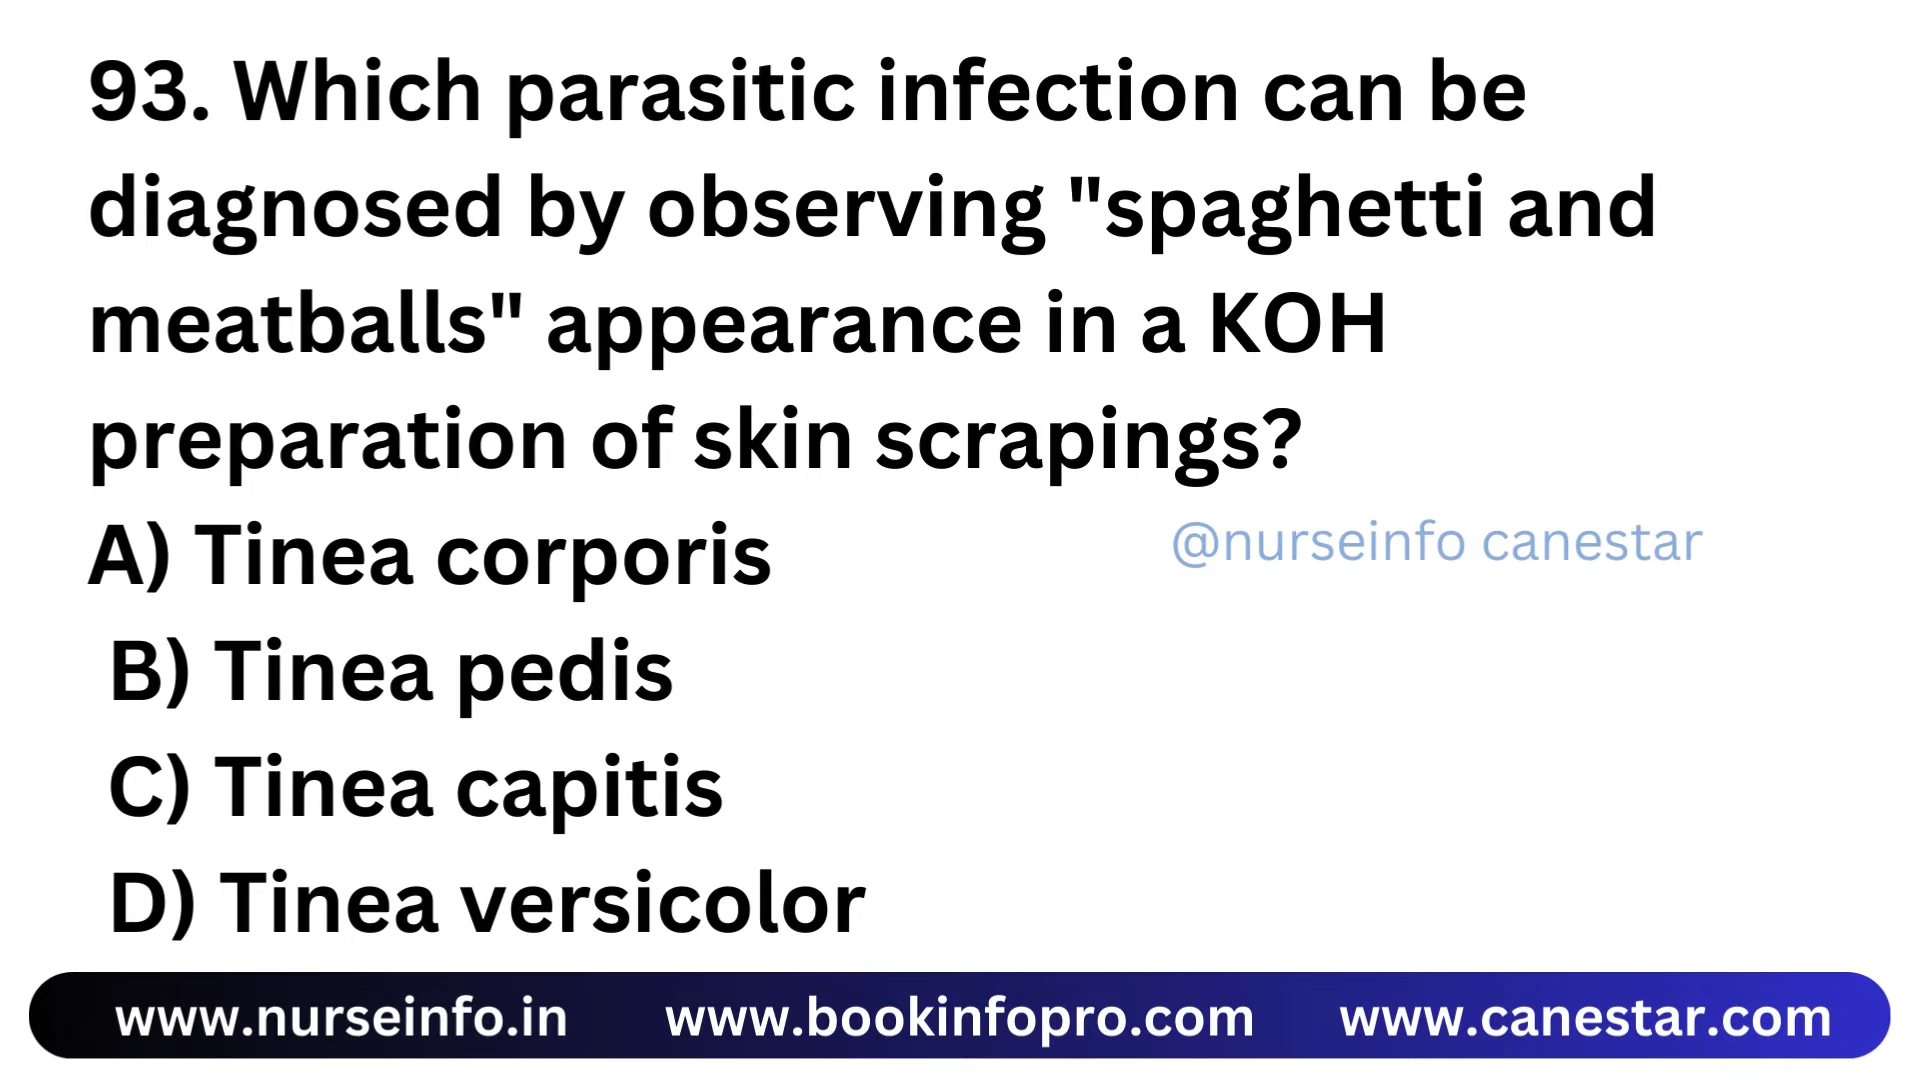 93. Which parasitic infection can be
diagnosed by observing "spaghetti and
meatballs" appearance in a KOH
preparation of skin scrapings?
A) Tinea corporis
@nurseinfo canestar
B) Tinea pedis
C) Tinea capitis
D) Tinea versicolor
www.nurseinfo.in www.bookinfopro.com www.canestar.com